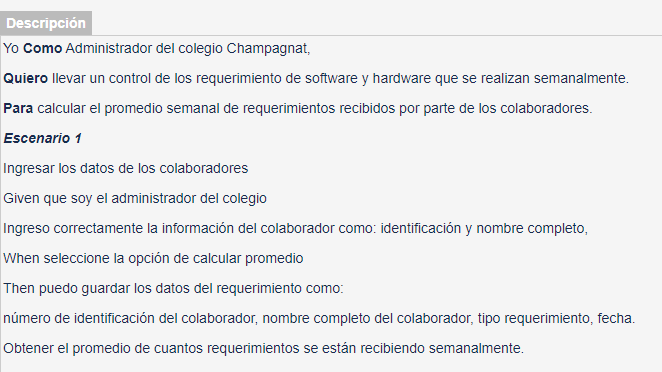 Descripción
Yo Como Administrador del colegio Champagnat,
Quiero llevar un control de los requerimiento de software y hardware que se realizan semanalmente.
Para calcular el promedio semanal de requerimientos recibidos por parte de los colaboradores.
Escenario 1
Ingresar los datos de los colaboradores
Given que soy el administrador del colegio
Ingreso correctamente la información del colaborador como: identificación y nombre completo,
When seleccione la opción de calcular promedio
Then puedo guardar los datos del requerimiento como:
número de identificación del colaborador, nombre completo del colaborador, tipo requerimiento, fecha.
Obtener el promedio de cuantos requerimientos se están recibiendo semanalmente.